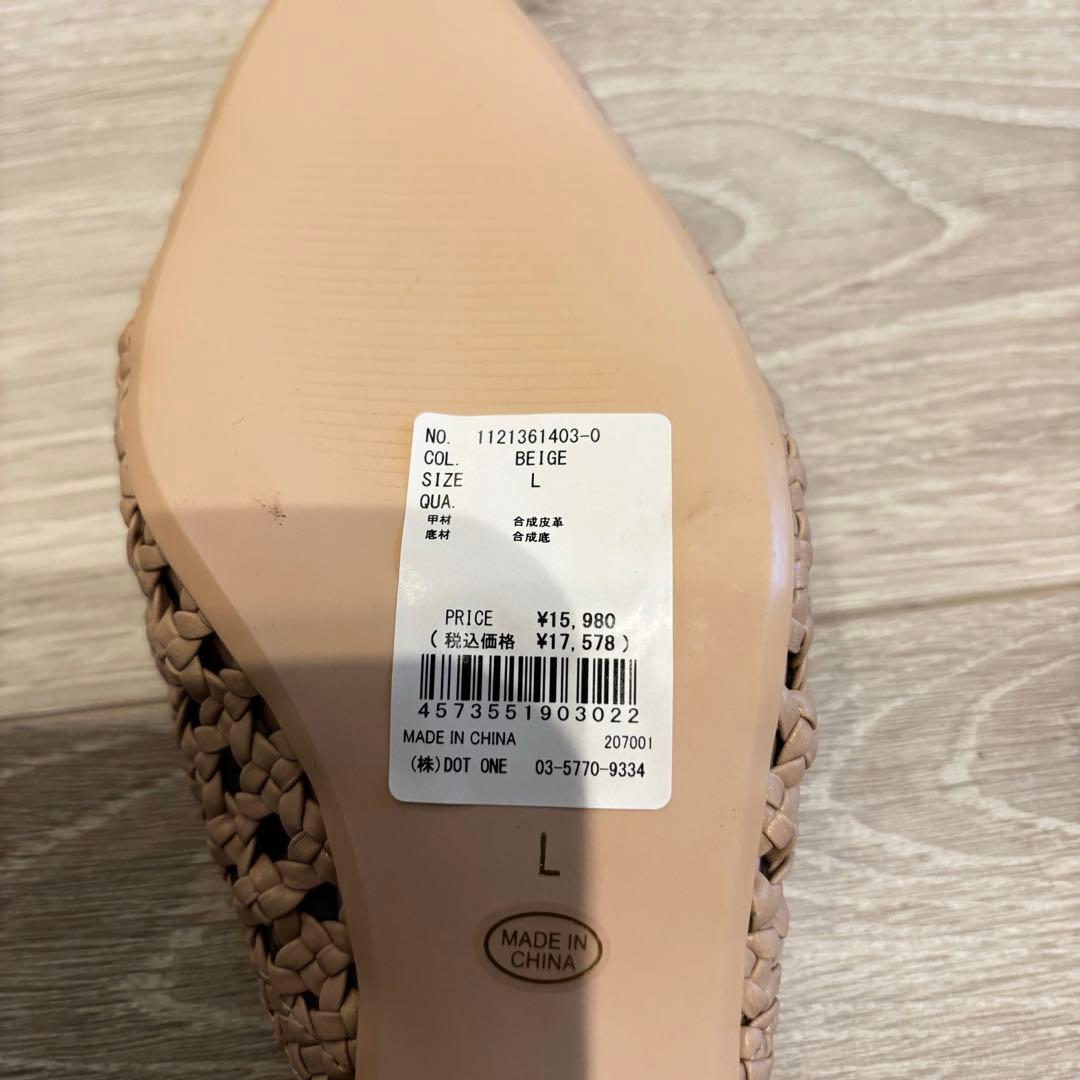 NO. 1121361403-0
COL. BEIGE
SIZE L
QUA.
甲材 合成皮革
底材 合成底
PRICE ¥15,980
(税込価格 ¥17,578)
4573551903022
MADE IN CHINA 207001
(株)DOT ONE 03-5770-9334
L
MADE IN
CHINA